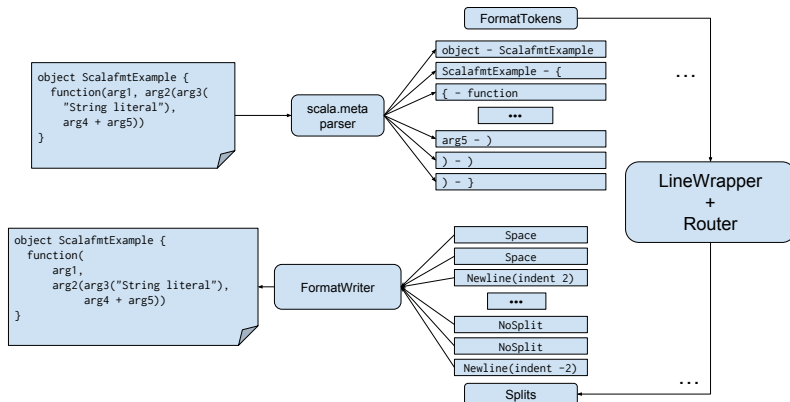 FormatTokens
object ScalafmtExample {
  function(arg1, arg2(arg3(
    "String literal"),
    arg4 + arg5))
}
scala.meta
parser
object - ScalafmtExample
ScalafmtExample - {
{ - function
...
arg5 - )
) - )
) - }
...
LineWrapper
+
Router
object ScalafmtExample {
  function(
      arg1,
      arg2(arg3("String literal"),
           arg4 + arg5))
}
FormatWriter
Space
Space
Newline(indent 2)
...
NoSplit
NoSplit
Newline(indent -2)
...
Splits